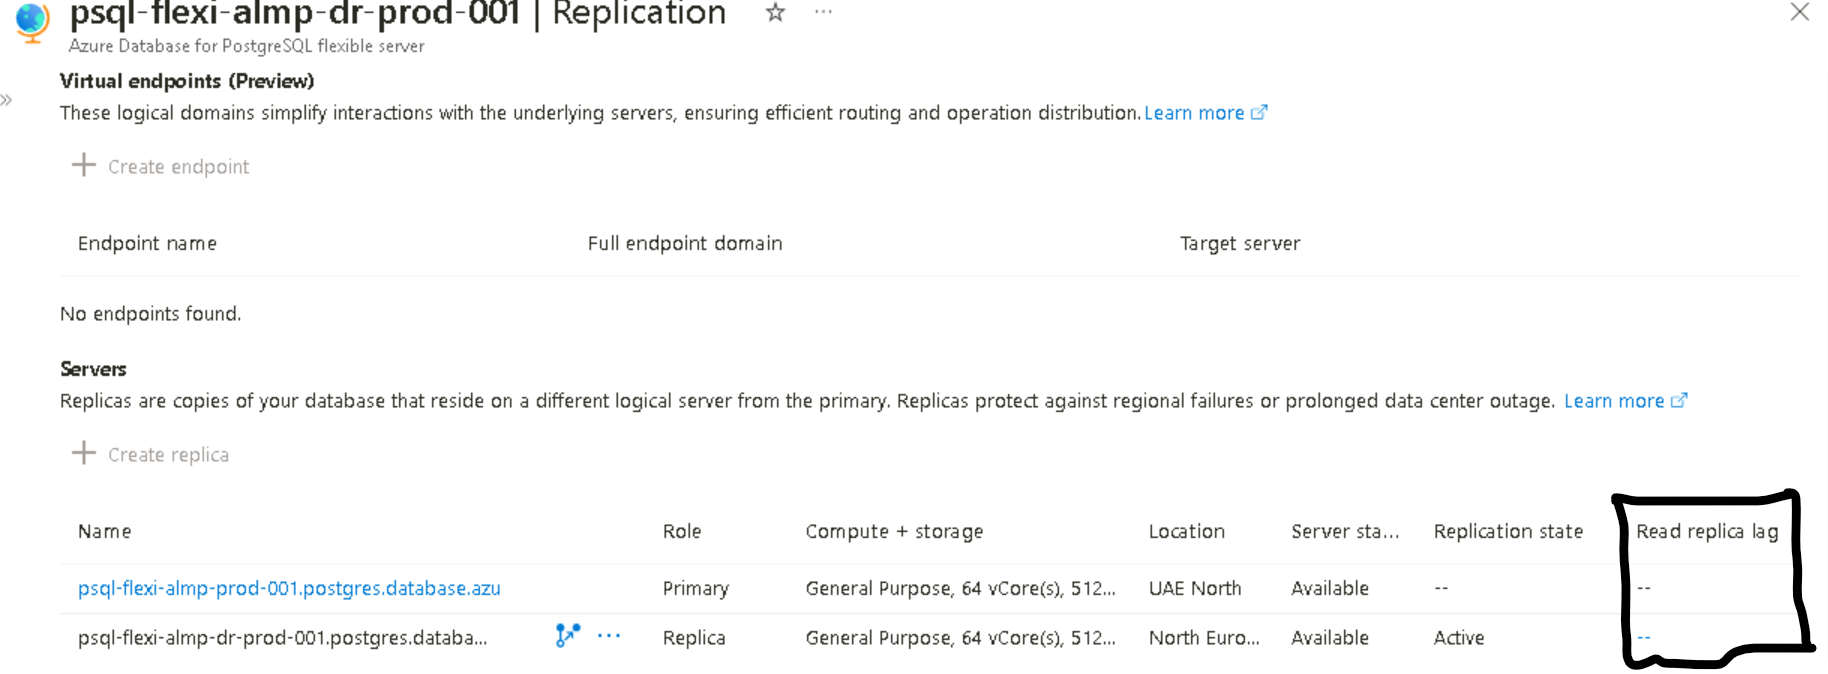 psql-flexi-almp-dr-prod-001 | Replication ...
Azure Database for PostgreSQL flexible server
Virtual endpoints (Preview)
These logical domains simplify interactions with the underlying servers, ensuring efficient routing and operation distribution. Learn more
+ Create endpoint
Endpoint name Full endpoint domain Target server
No endpoints found.
Servers
Replicas are copies of your database that reside on a different logical server from the primary. Replicas protect against regional failures or prolonged data center outage. Learn more
+ Create replica
Name Role Compute + storage Location Server sta... Replication state Read replica lag
psql-flexi-almp-prod-001.postgres.database.azu Primary General Purpose, 64 vCore(s), 512... UAE North Available -- --
psql-flexi-almp-dr-prod-001.postgres.databa... ... Replica General Purpose, 64 vCore(s), 512... North Euro... Available Active --